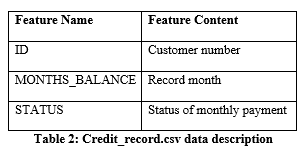 Feature Name Feature Content
ID Customer number
MONTHS_BALANCE Record month
STATUS Status of monthly payment
Table 2: Credit_record.csv data description